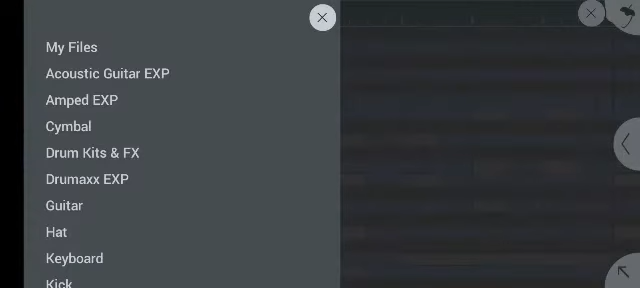 My Files
Acoustic Guitar EXP
Amped EXP
Cymbal
Drum Kits & FX
Drumaxx EXP
Guitar
Hat
Keyboard
Kick